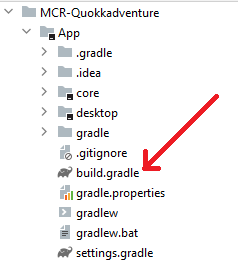 MCR-Quokkadventure
App
.gradle
.idea
core
desktop
gradle
.gitignore
build.gradle
gradle.properties
gradlew
gradlew.bat
settings.gradle